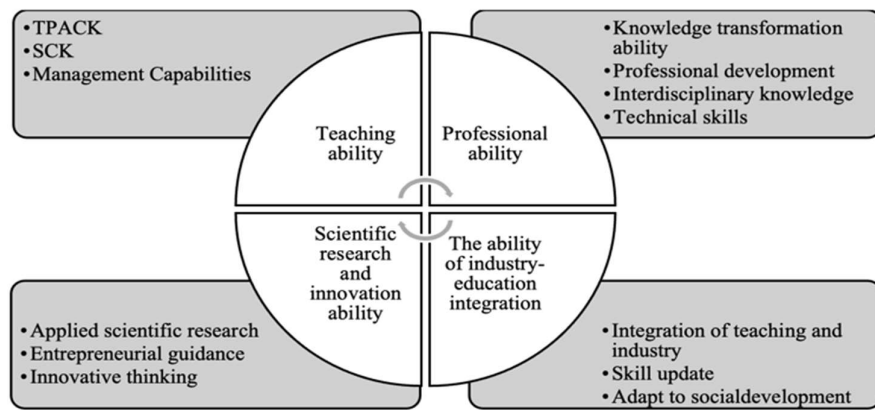 • TPACK
• SCK
• Management Capabilities
• Knowledge transformation
ability
• Professional development
• Interdisciplinary knowledge
• Technical skills
Teaching
ability
Professional
ability
Scientific
research
and
innovation
ability
The ability
of industry-
education
integration
• Applied scientific research
• Entrepreneurial guidance
• Innovative thinking
• Integration of teaching and
industry
• Skill update
• Adapt to socialdevelopment